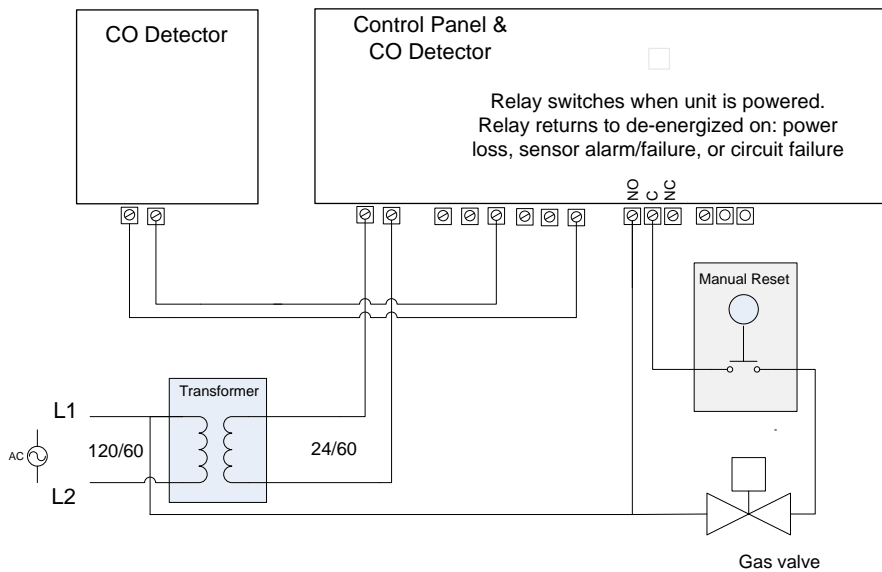 CO Detector
Control Panel &
CO Detector
Relay switches when unit is powered.
Relay returns to de-energized on: power
loss, sensor alarm/failure, or circuit failure
NO
C
NC
Manual Reset
Transformer
L1
AC
120/60
24/60
L2
Gas valve